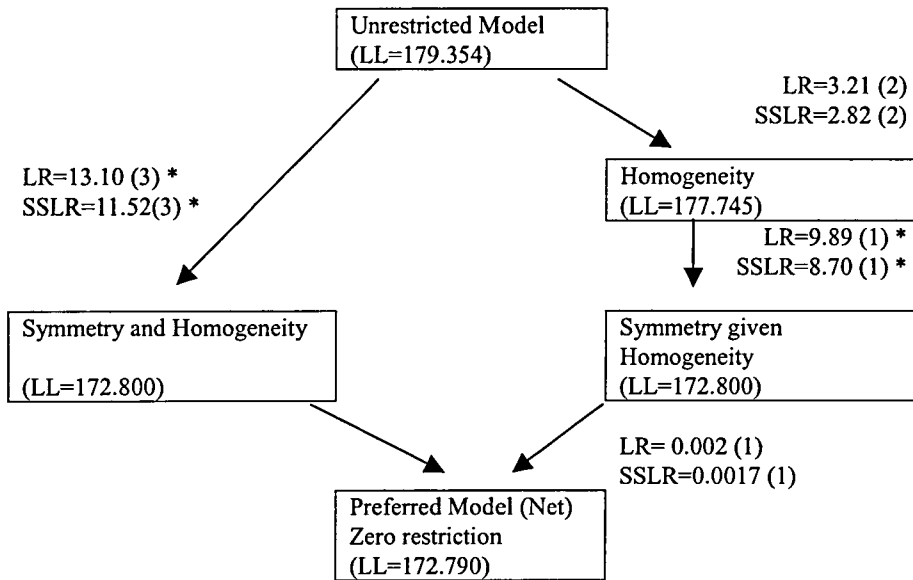 Unrestricted Model
(LL=179.354)
LR=3.21 (2)
SSLR=2.82 (2)
LR=13.10 (3) *
SSLR=11.52(3) *
Homogeneity
(LL=177.745)
LR=9.89 (1) *
SSLR=8.70 (1) *
Symmetry and Homogeneity
(LL=172.800)
Symmetry given
Homogeneity
(LL=172.800)
LR= 0.002 (1)
SSLR=0.0017 (1)
Preferred Model (Net)
Zero restriction
(LL=172.790)